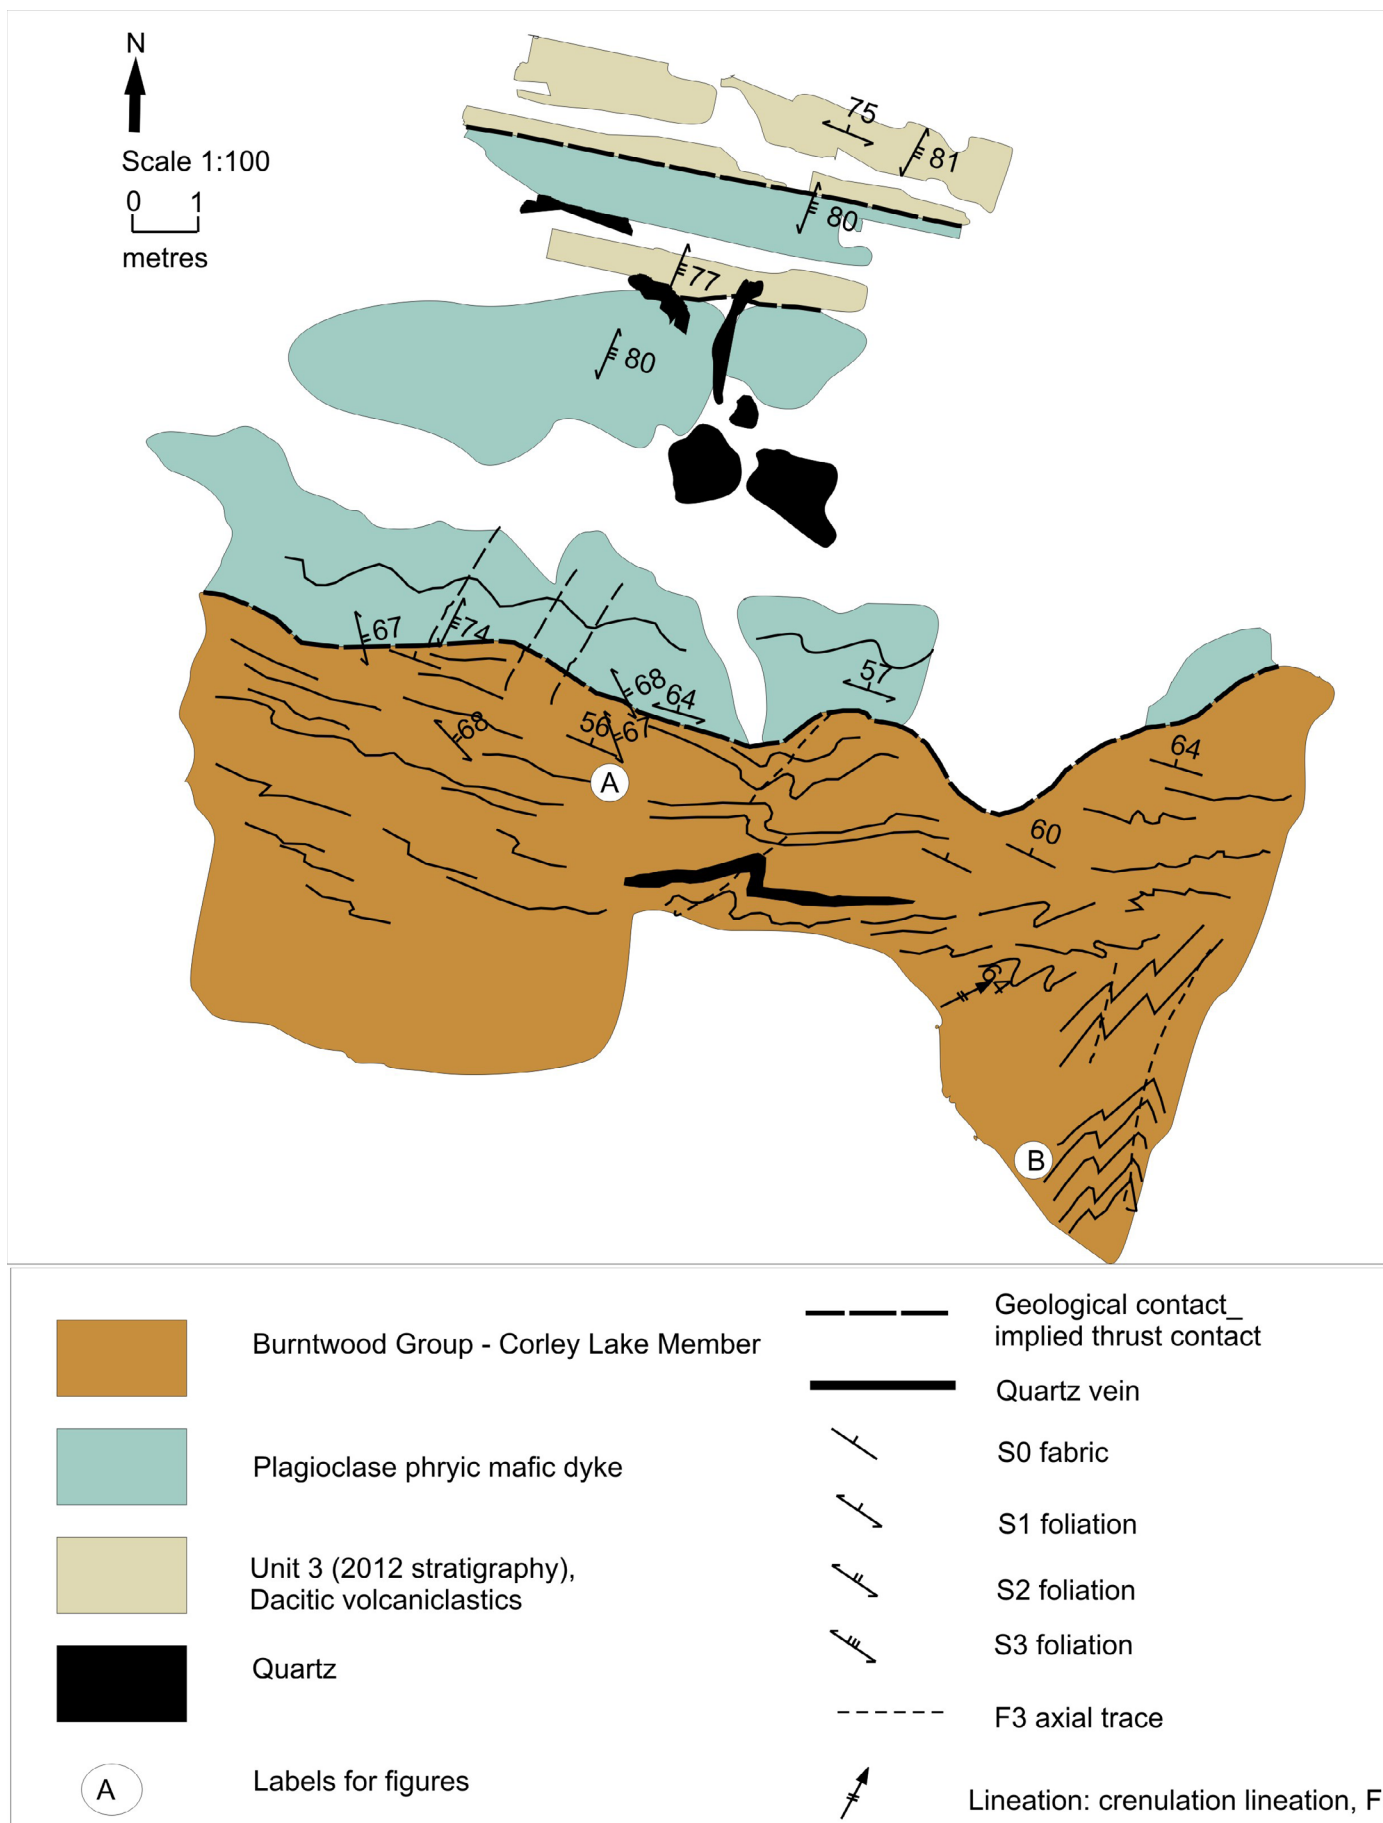 N
Scale 1:100
0 1
metres
75
81
80
77
80
67
74
68
64
57
68
56
67
A
64
60
64
B
Burntwood Group - Corley Lake Member
Plagioclase phryic mafic dyke
Unit 3 (2012 stratigraphy),
Dacitic volcaniclastics
Quartz
A
Labels for figures
Geological contact_
implied thrust contact
Quartz vein
S0 fabric
S1 foliation
S2 foliation
S3 foliation
F3 axial trace
Lineation: crenulation lineation, F